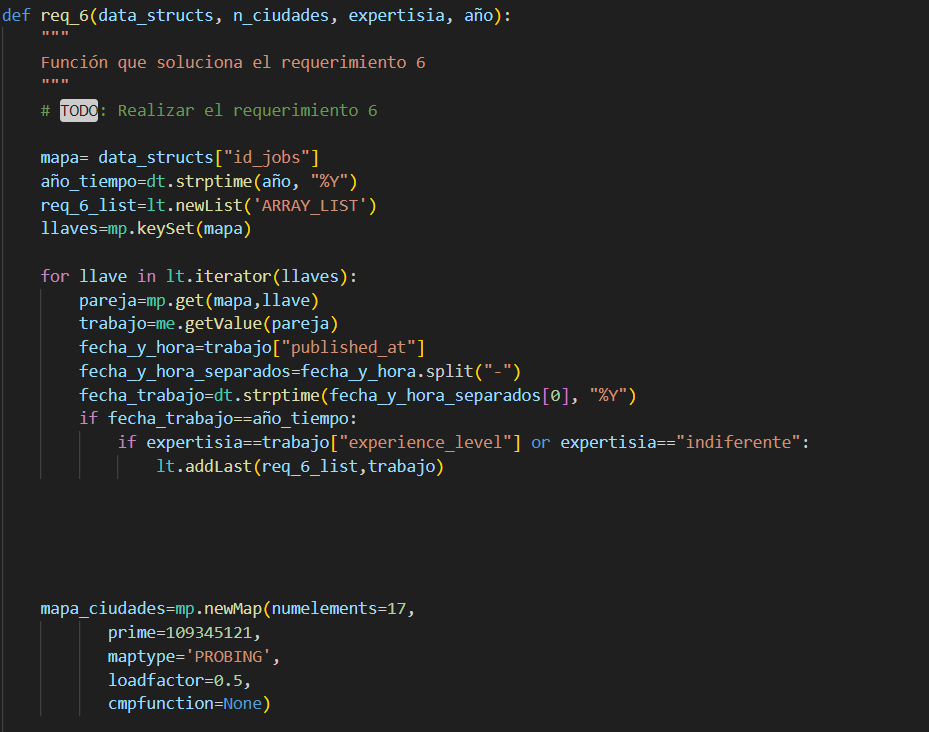 def req_6(data_structs, n_ciudades, expertisia, año):
    """
    Función que soluciona el requerimiento 6
    """
    # TODO: Realizar el requerimiento 6
    mapa= data_structs["id_jobs"]
    año_tiempo=dt.strptime(año, "%Y")
    req_6_list=lt.newList('ARRAY_LIST')
    llaves=mp.keySet(mapa)
    for llave in lt.iterator(llaves):
        pareja=mp.get(mapa,llave)
        trabajo=me.getValue(pareja)
        fecha_y_hora=trabajo["published_at"]
        fecha_y_hora_separados=fecha_y_hora.split("-")
        fecha_trabajo=dt.strptime(fecha_y_hora_separados[0], "%Y")
        if fecha_trabajo==año_tiempo:
            if expertisia==trabajo["experience_level"] or expertisia=="indiferente":
                lt.addLast(req_6_list,trabajo)
    mapa_ciudades=mp.newMap(numelements=17,
           prime=109345121,
           maptype='PROBING',
           loadfactor=0.5,
           cmpfunction=None)